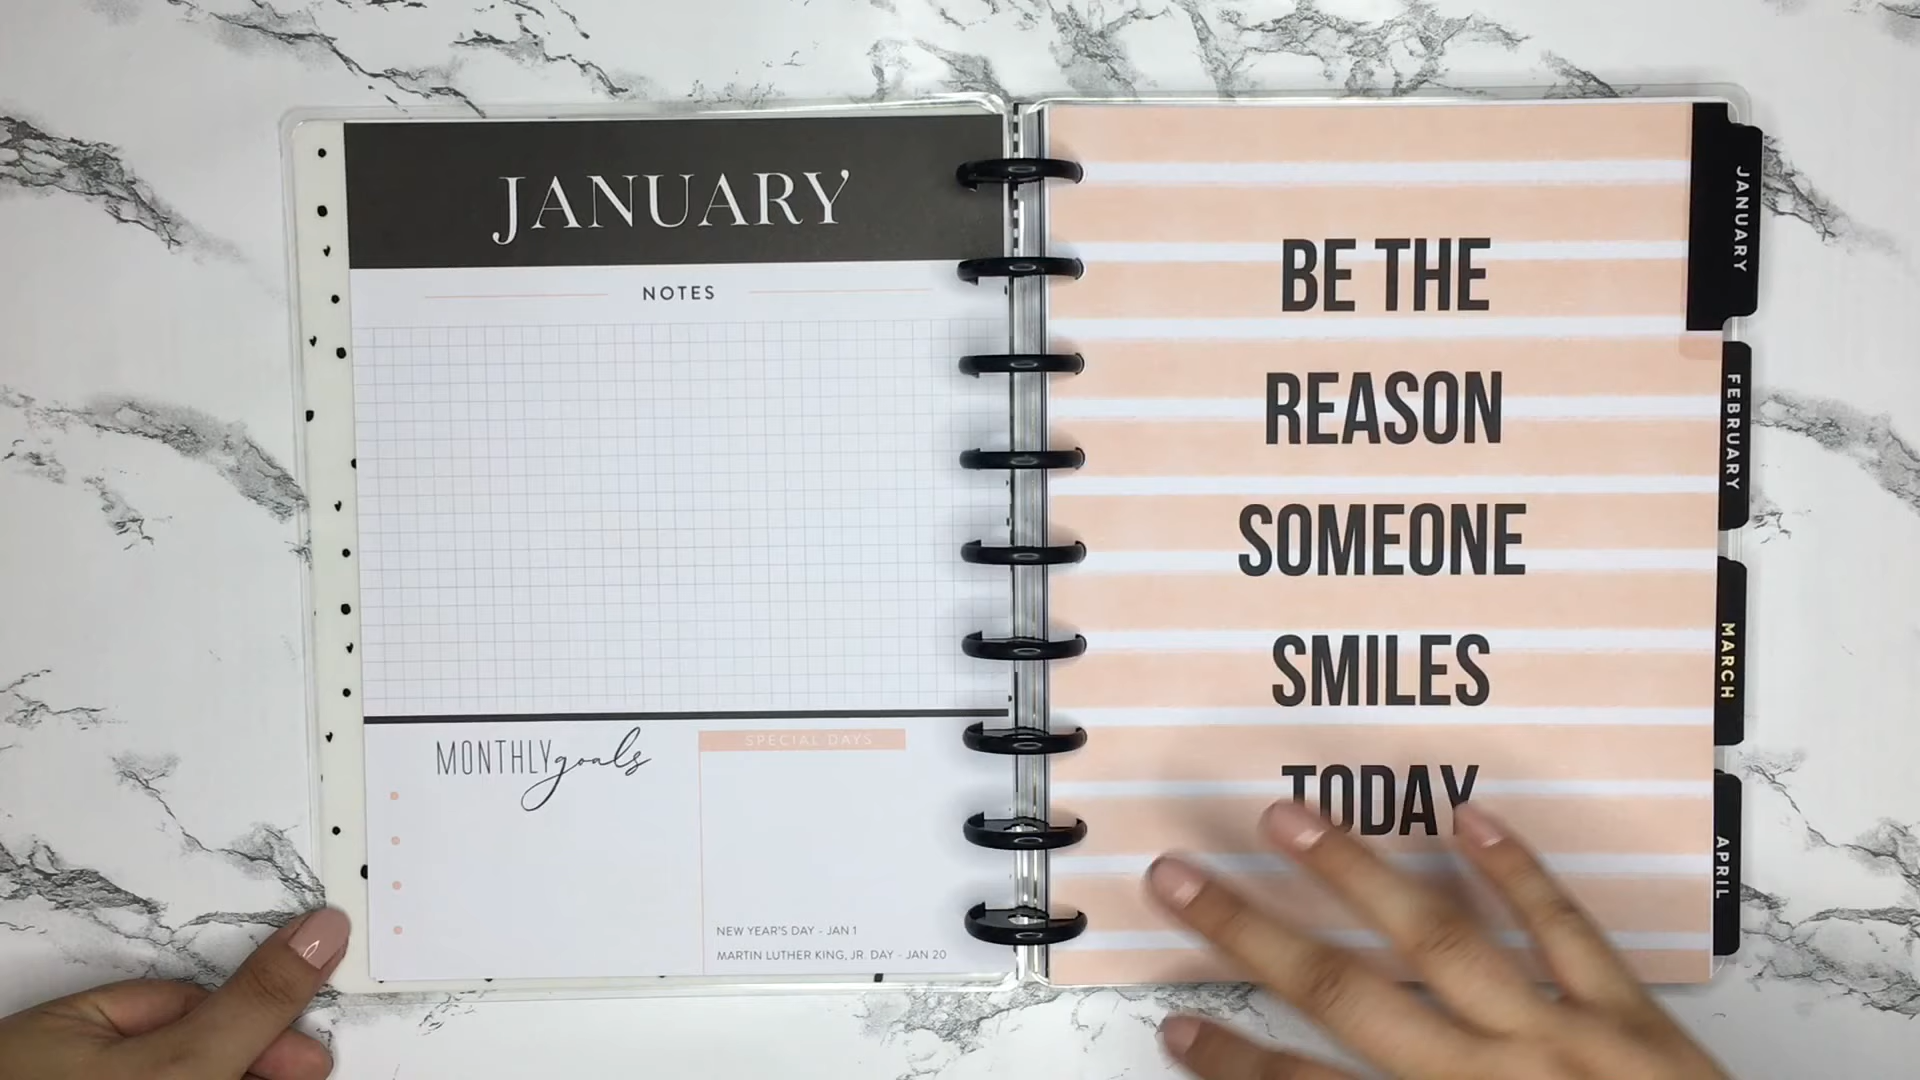 JANUARY
NOTES
MONTHLY goals
SPECIAL DAYS
NEW YEAR'S DAY - JAN 1
MARTIN LUTHER KING, JR. DAY - JAN 20
BE THE
REASON
SOMEONE
SMILES
TODAY
JANUARY
FEBRUARY
MARCH
APRIL